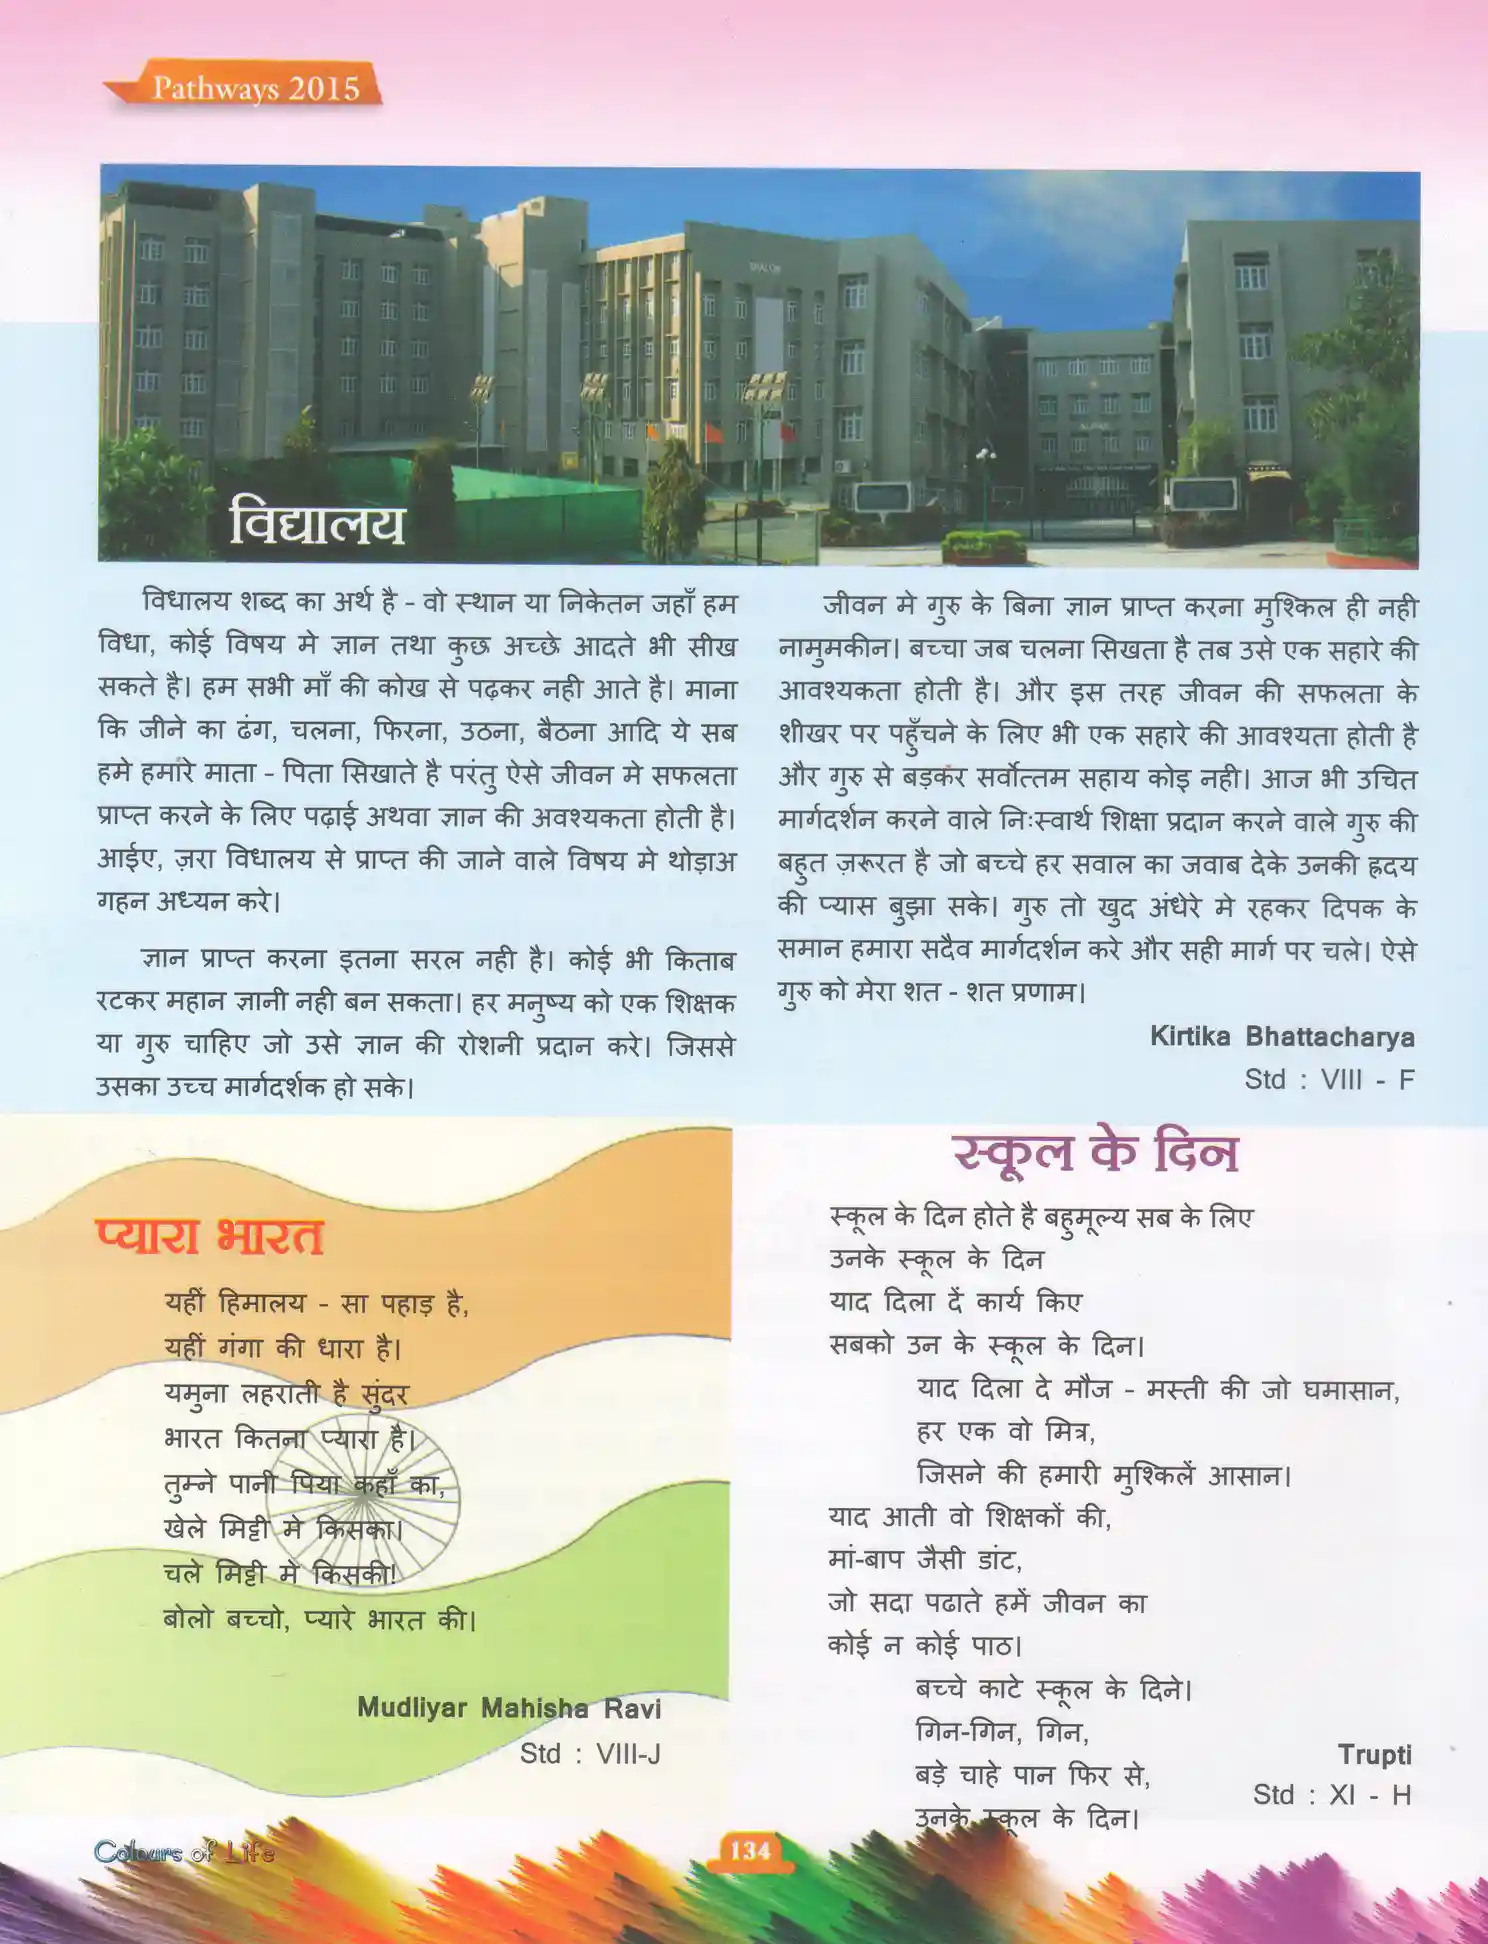 Pathways 2015
विद्यालय
विधालय शब्द का अर्थ है - वो स्थान या निकेतन जहाँ हम
विधा, कोई विषय मे ज्ञान तथा कुछ अच्छे आदते भी सीख
सकते है। हम सभी माँ की कोख से पढ़कर नही आते है। माना
कि जीने का ढंग, चलना, फिरना, उठना, बैठना आदि ये सब
हमे हमारे माता - पिता सिखाते है परंतु ऐसे जीवन मे सफलता
प्राप्त करने के लिए पढ़ाई अथवा ज्ञान की अवश्यकता होती है।
आईए, ज़रा विधालय से प्राप्त की जाने वाले विषय मे थोड़ाअ
गहन अध्यन करे।
ज्ञान प्राप्त करना इतना सरल नही है। कोई भी किताब
रटकर महान ज्ञानी नही बन सकता। हर मनुष्य को एक शिक्षक
या गुरु चाहिए जो उसे ज्ञान की रोशनी प्रदान करे। जिससे
उसका उच्च मार्गदर्शक हो सके।
जीवन मे गुरु के बिना ज्ञान प्राप्त करना मुश्किल ही नही
नामुमकीन। बच्चा जब चलना सिखता है तब उसे एक सहारे की
आवश्यकता होती है। और इस तरह जीवन की सफलता के
शीखर पर पहुँचने के लिए भी एक सहारे की आवश्यता होती है
और गुरु से बड़कर सर्वोत्तम सहाय कोइ नही। आज भी उचित
मार्गदर्शन करने वाले निःस्वार्थ शिक्षा प्रदान करने वाले गुरु की
बहुत ज़रूरत है जो बच्चे हर सवाल का जवाब देके उनकी ह्रदय
की प्यास बुझा सके। गुरु तो खुद अंधेरे मे रहकर दिपक के
समान हमारा सदैव मार्गदर्शन करे और सही मार्ग पर चले। ऐसे
गुरु को मेरा शत - शत प्रणाम।
Kirtika Bhattacharya
Std : VIII - F
प्यारा भारत
यहीं हिमालय - सा पहाड़ है,
यहीं गंगा की धारा है।
यमुना लहराती है सुंदर
भारत कितना प्यारा है।
तुम्ने पानी पिया कहाँ का,
खेले मिट्टी मे किसका।
चले मिट्टी मे किसकी!
बोलो बच्चो, प्यारे भारत की।
Mudliyar Mahisha Ravi
Std : VIII-J
स्कूल के दिन
स्कूल के दिन होते है बहुमूल्य सब के लिए
उनके स्कूल के दिन
याद दिला दें कार्य किए
सबको उन के स्कूल के दिन।
याद दिला दे मौज - मस्ती की जो घमासान,
हर एक वो मित्र,
जिसने की हमारी मुश्किलें आसान।
याद आती वो शिक्षकों की,
मां-बाप जैसी डांट,
जो सदा पढाते हमें जीवन का
कोई न कोई पाठ।
बच्चे काटे स्कूल के दिने।
गिन-गिन, गिन,
बड़े चाहे पान फिर से,
उनके स्कूल के दिन।
Trupti
Std : XI - H
Colours of Life
134